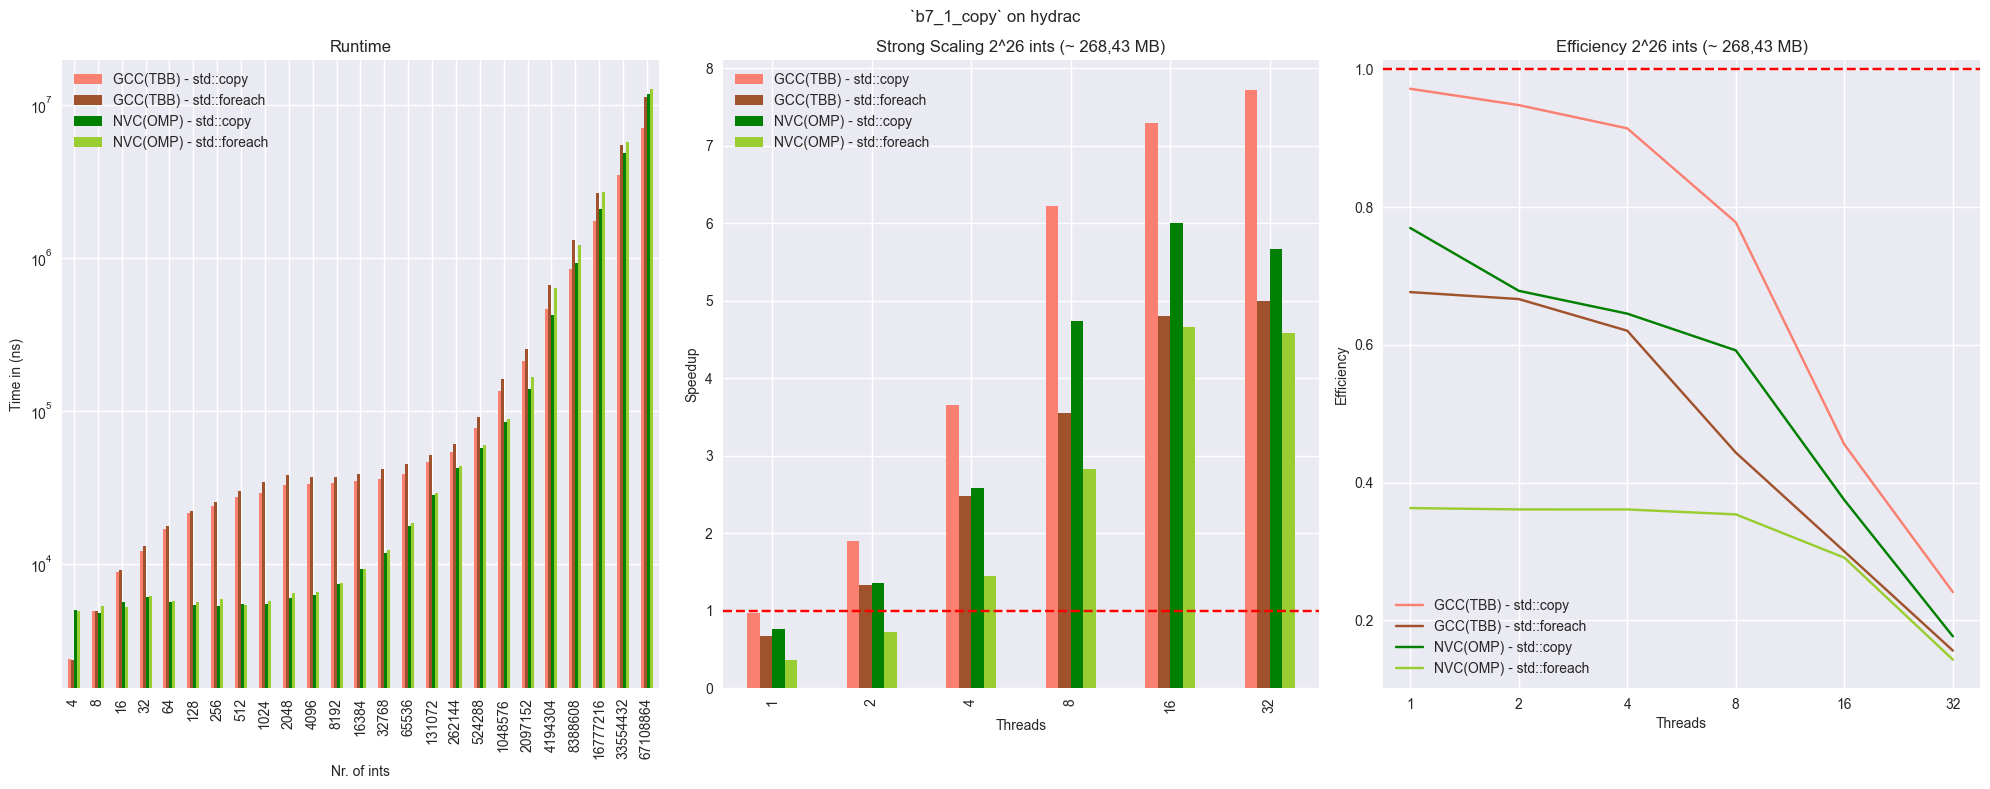 `b7_1_copy` on hydrac
Runtime
GCC(TBB) - std::copy
GCC(TBB) - std::foreach
NVC(OMP) - std::copy
NVC(OMP) - std::foreach
10^7
10^6
10^5
10^4
Time in (ns)
4
8
16
32
64
128
256
512
1024
2048
4096
8192
16384
32768
65536
131072
262144
524288
1048576
2097152
4194304
8388608
16777216
33554432
67108864
Nr. of ints
Strong Scaling 2^26 ints (~ 268,43 MB)
GCC(TBB) - std::copy
GCC(TBB) - std::foreach
NVC(OMP) - std::copy
NVC(OMP) - std::foreach
8
7
6
5
4
3
2
1
0
Speedup
1
2
4
8
16
32
Threads
Efficiency 2^26 ints (~ 268,43 MB)
1.0
0.8
0.6
0.4
0.2
Efficiency
GCC(TBB) - std::copy
GCC(TBB) - std::foreach
NVC(OMP) - std::copy
NVC(OMP) - std::foreach
1
2
4
8
16
32
Threads